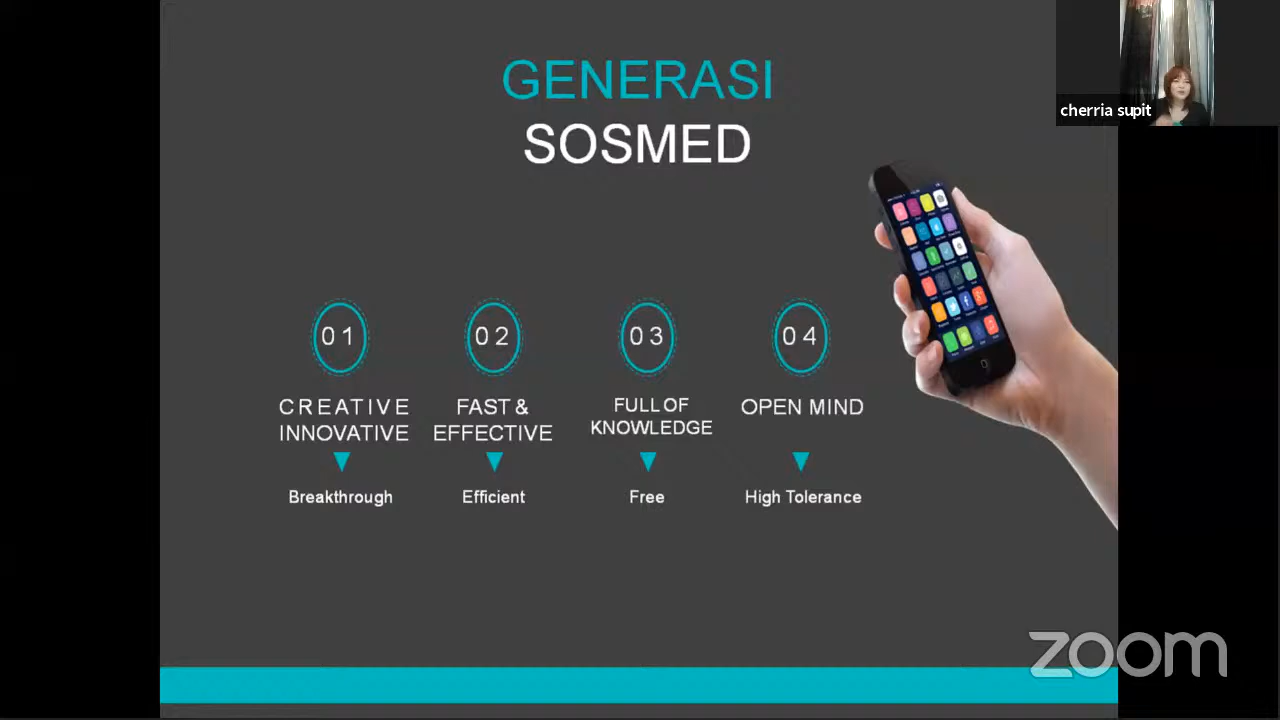 GENERASI
SOSMED
cherria supit
01
02
03
04
CREATIVE
INNOVATIVE
FAST &
EFFECTIVE
FULL OF
KNOWLEDGE
OPEN MIND
Breakthrough
Efficient
Free
High Tolerance
zoom